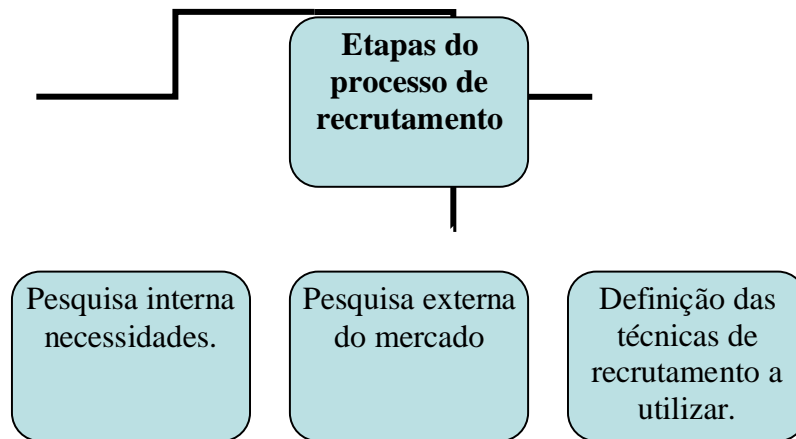 Etapas do
processo de
recrutamento
Pesquisa interna
necessidades.
Pesquisa externa
do mercado
Definição das
técnicas de
recrutamento a
utilizar.